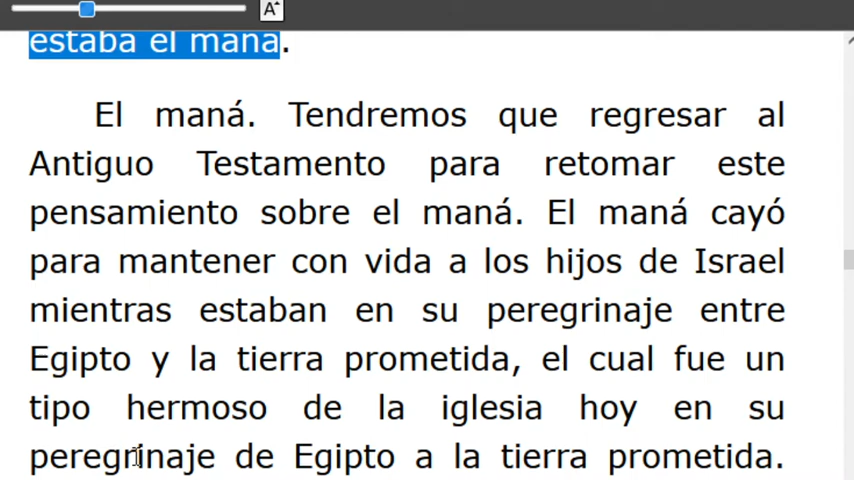 A
estaba el maná.
El maná. Tendremos que regresar al
Antiguo Testamento para retomar este
pensamiento sobre el maná. El maná cayó
para mantener con vida a los hijos de Israel
mientras estaban en su peregrinaje entre
Egipto y la tierra prometida, el cual fue un
tipo hermoso de la iglesia hoy en su
peregrinaje de Egipto a la tierra prometida.